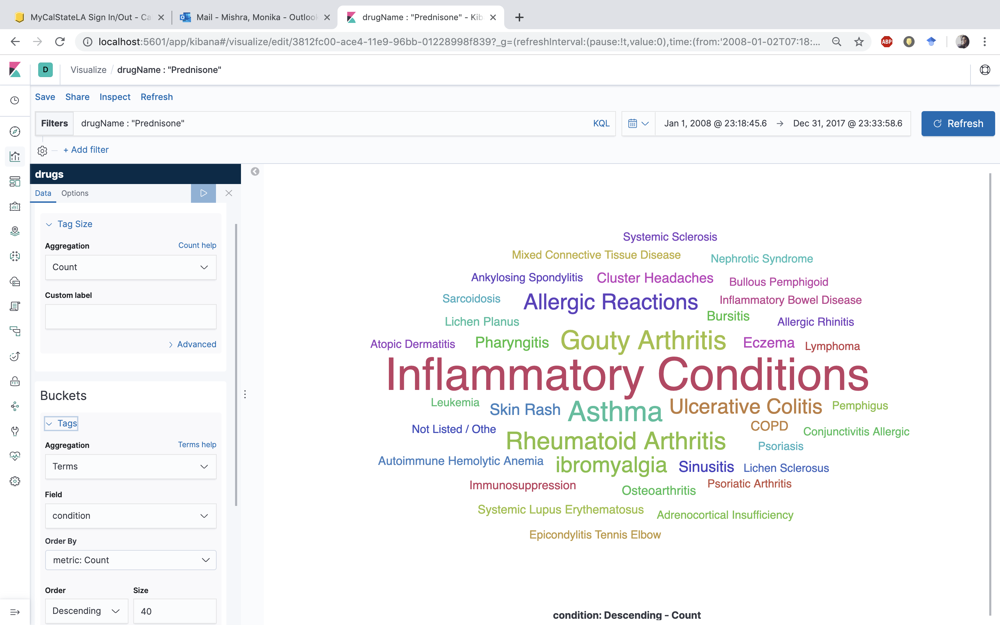 MyCalStateLA Sign In/Out - Ca
Mail - Mishra, Monika - Outlook
drugName : "Prednisone" - Kib
localhost:5601/app/kibana#/visualize/edit/3812fc00-ace4-11e9-96bb-01228998f839?_g=(refreshInterval:(pause:!t,value:0),time:(from:'2008-01-02T07:18:...
ABP
D
Visualize / drugName : "Prednisone"
Save Share Inspect Refresh
Filters drugName : "Prednisone" KQL
Jan 1, 2008 @ 23:18:45.6 → Dec 31, 2017 @ 23:33:58.6
Refresh
+ Add filter
drugs
Data Options
Tag Size
Aggregation Count help
Count
Custom label
Advanced
Buckets
Tags
Aggregation Terms help
Terms
Field
condition
Order By
metric: Count
Order Size
Descending 40
Systemic Sclerosis
Mixed Connective Tissue Disease Nephrotic Syndrome
Ankylosing Spondylitis Cluster Headaches Bullous Pemphigoid
Sarcoidosis Allergic Reactions Inflammatory Bowel Disease
Lichen Planus Bursitis Allergic Rhinitis
Atopic Dermatitis Pharyngitis Gouty Arthritis Eczema Lymphoma
Inflammatory Conditions
Leukemia Skin Rash Asthma Ulcerative Colitis Pemphigus
Not Listed / Othe COPD Conjunctivitis Allergic
Rheumatoid Arthritis Psoriasis
Autoimmune Hemolytic Anemia ibromyalgia Sinusitis Lichen Sclerosus
Immunosuppression Osteoarthritis Psoriatic Arthritis
Systemic Lupus Erythematosus Adrenocortical Insufficiency
Epicondylitis Tennis Elbow
condition: Descending - Count